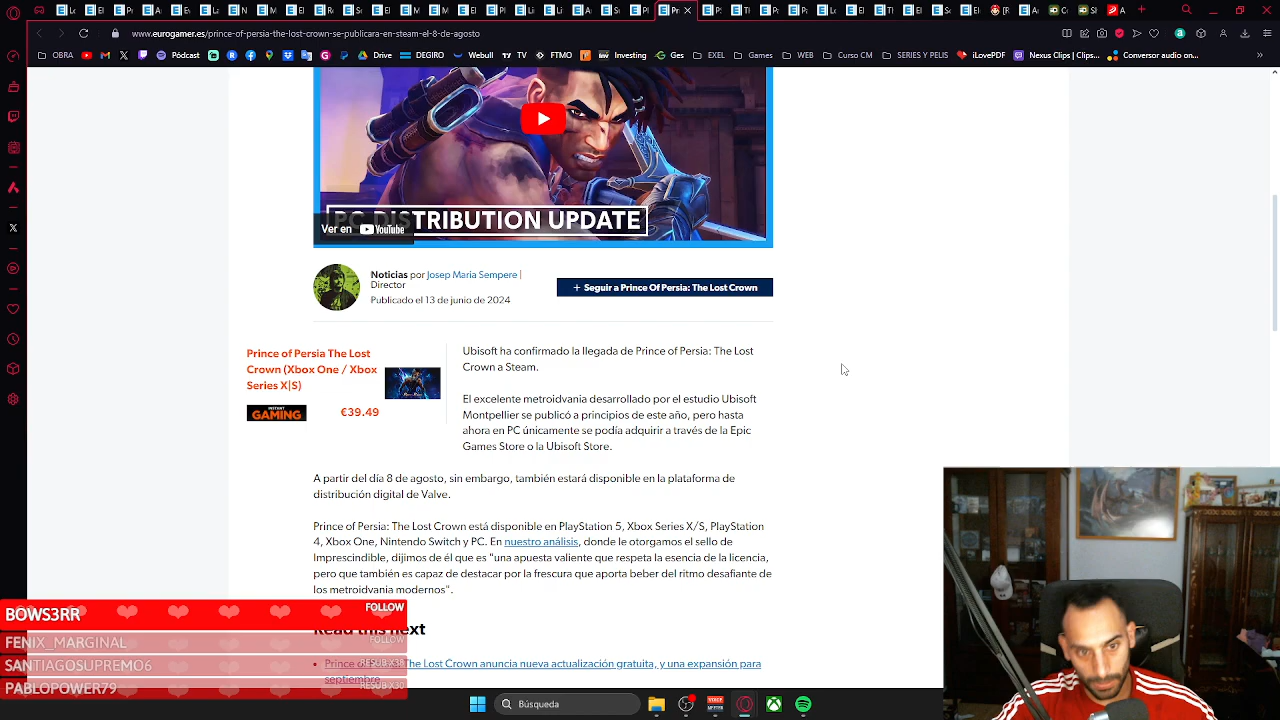 www.eurogamer.es/prince-of-persia-the-lost-crown-se-publicara-en-steam-el-8-de-agosto
OBRA
Pódcast
Drive
DEGIRO
Webull
TV
FTMO
Investing
Ges
EXEL
Games
WEB
Curso CM
SERIES Y PELIS
iLovePDF
Nexus Clips | Clips...
Conversor audio on...
PC DISTRIBUTION UPDATE
Ver en YouTube
Noticias por Josep Maria Sempere |
Director
Publicado el 13 de junio de 2024
+ Seguir a Prince Of Persia: The Lost Crown
Prince of Persia The Lost
Crown (Xbox One / Xbox
Series X|S)
INSTANT
GAMING
€39.49
Ubisoft ha confirmado la llegada de Prince of Persia: The Lost
Crown a Steam.
El excelente metroidvania desarrollado por el estudio Ubisoft
Montpellier se publicó a principios de este año, pero hasta
ahora en PC únicamente se podía adquirir a través de la Epic
Games Store o la Ubisoft Store.
A partir del día 8 de agosto, sin embargo, también estará disponible en la plataforma de
distribución digital de Valve.
Prince of Persia: The Lost Crown está disponible en PlayStation 5, Xbox Series X/S, PlayStation
4, Xbox One, Nintendo Switch y PC. En nuestro análisis, donde le otorgamos el sello de
Imprescindible, dijimos de él que es "una apuesta valiente que respeta la esencia de la licencia,
pero que también es capaz de destacar por la frescura que aporta beber del ritmo desafiante de
los metroidvania modernos".
Read this next
Prince of Persia: The Lost Crown anuncia nueva actualización gratuita, y una expansión para
septiembre
BOWS3RR
FOLLOW
FENIX_MARGINAL
FOLLOW
SANTIAGOSUPREMO6
RESUB X38
PABLOPOWER79
RESUB X30
Búsqueda